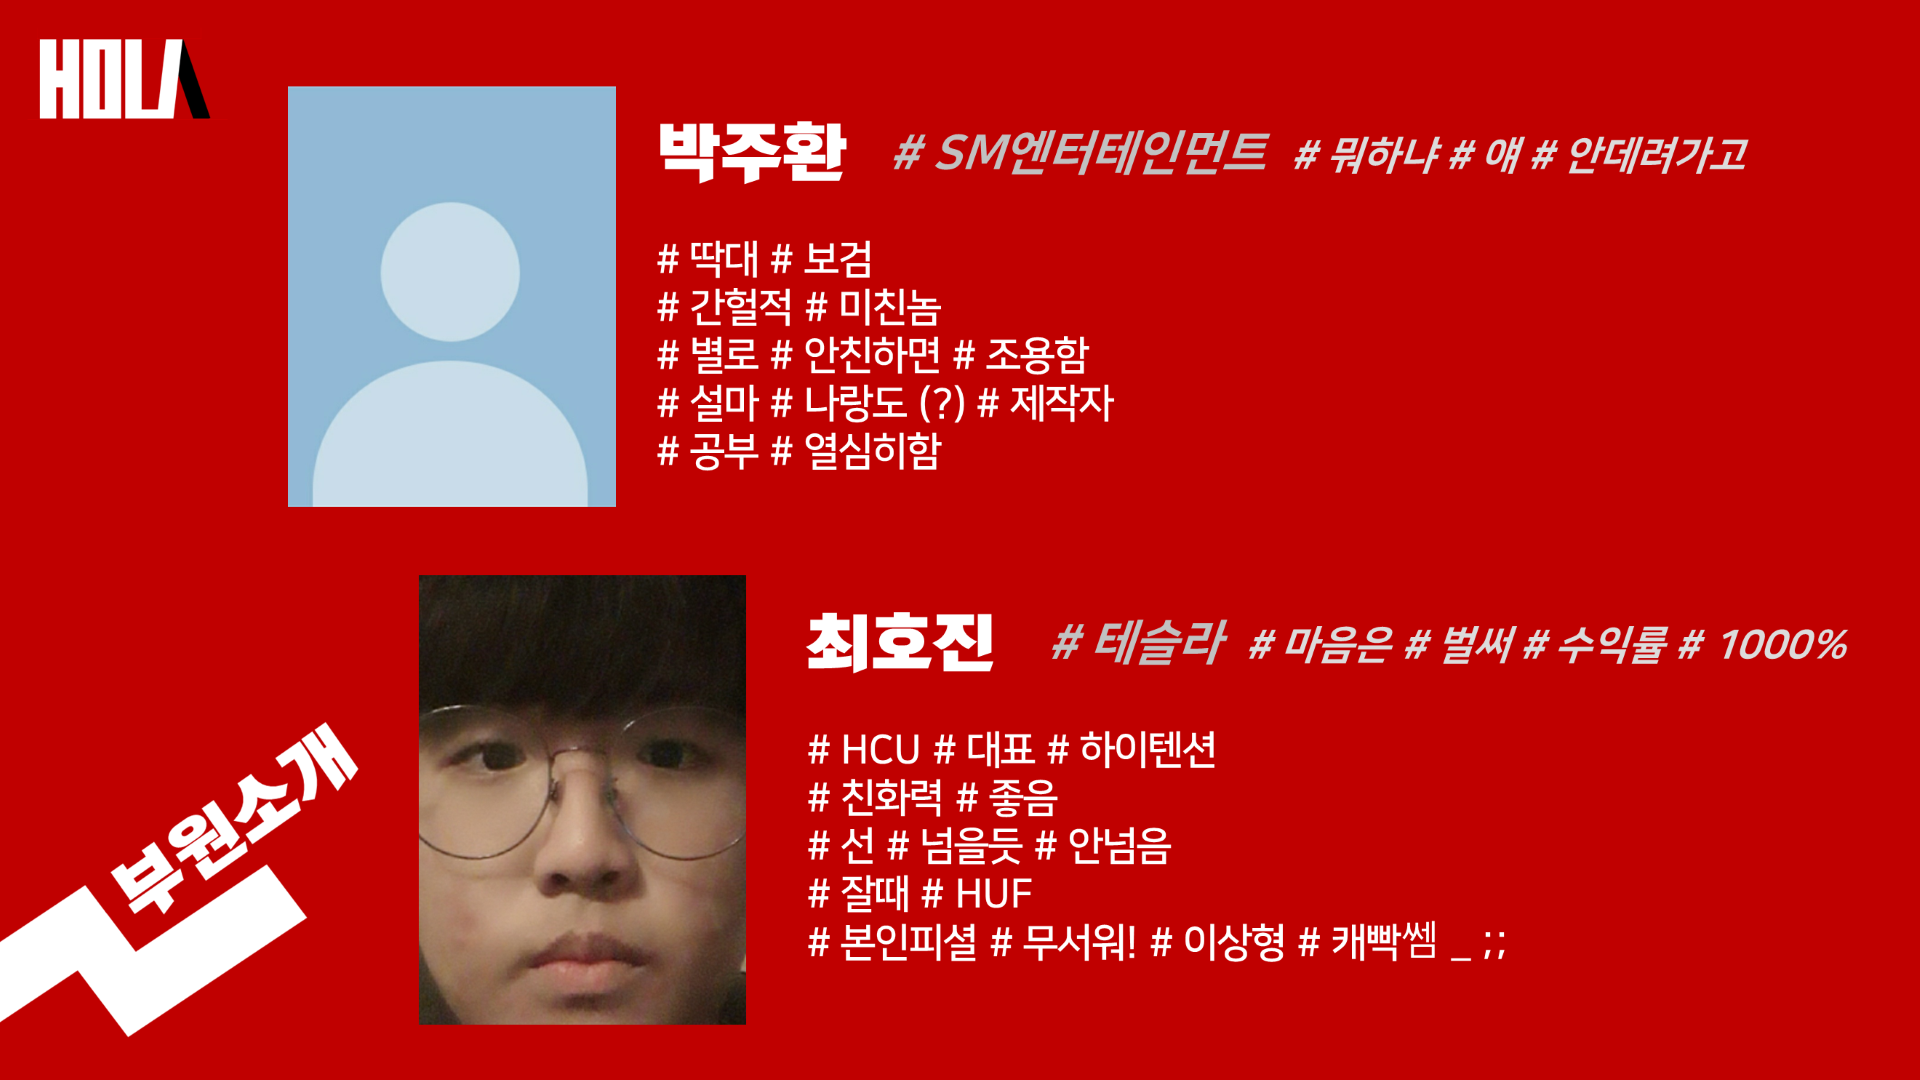 HOLA
박주환 # SM엔터테인먼트 # 뭐하냐 # 얘 # 안데려가고
# 딱대 # 보검
# 간헐적 # 미친놈
# 별로 # 안친하면 # 조용함
# 설마 # 나랑도 (?) # 제작자
# 공부 # 열심히함
최호진 # 테슬라 # 마음은 # 벌써 # 수익률 # 1000%
# HCU # 대표 # 하이텐션
# 친화력 # 좋음
# 선 # 넘을듯 # 안넘음
# 잘때 # HUF
# 본인피셜 # 무서워! # 이상형 # 캐빡쎔 _ ;;
부원소개